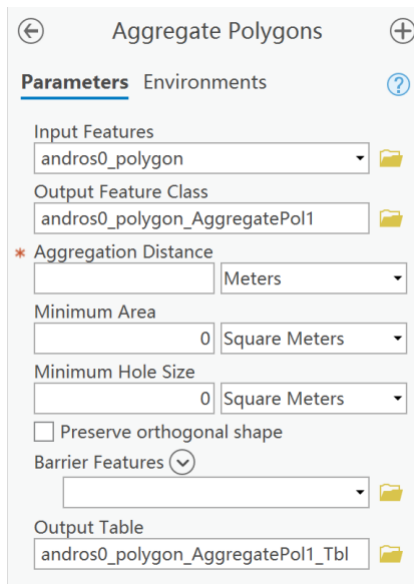 Aggregate Polygons
Parameters Environments ?
Input Features
andros0_polygon
Output Feature Class
andros0_polygon_AggregatePol1
* Aggregation Distance
Meters
Minimum Area
0 Square Meters
Minimum Hole Size
0 Square Meters
Preserve orthogonal shape
Barrier Features
Output Table
andros0_polygon_AggregatePol1_Tbl